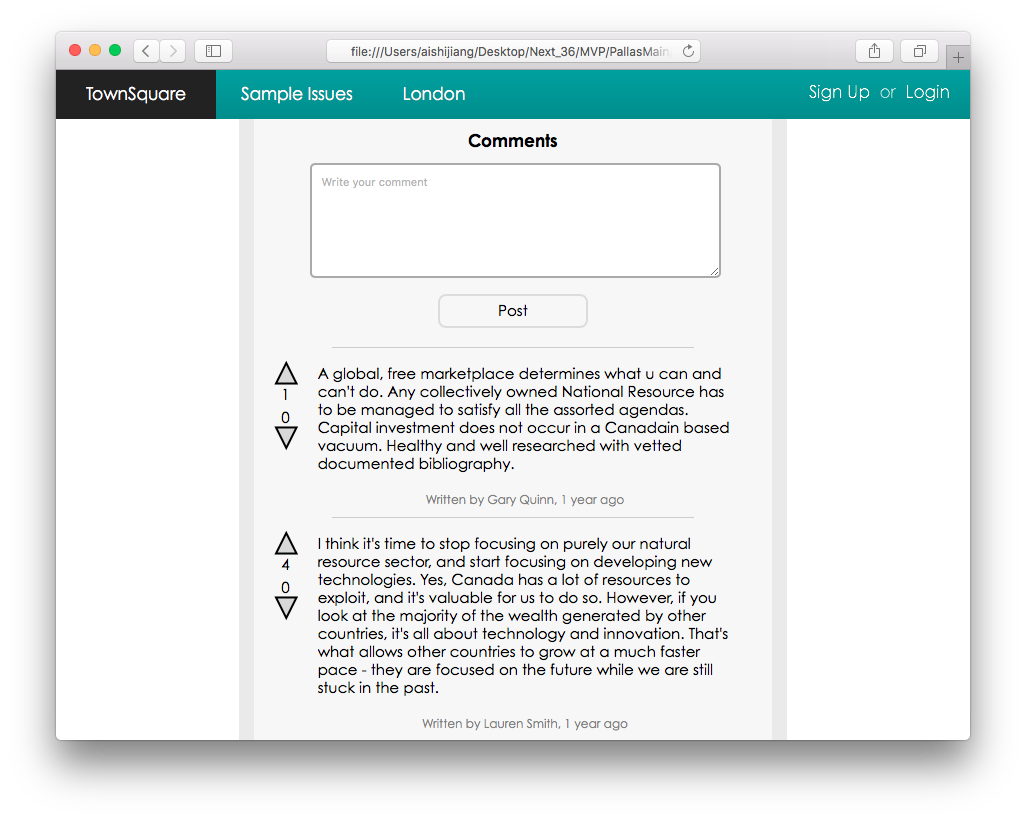 file:///Users/aishijiang/Desktop/Next_36/MVP/PallasMain
TownSquare Sample Issues London Sign Up or Login
Comments
Write your comment
Post
A global, free marketplace determines what u can and
can't do. Any collectively owned National Resource has
1
to be managed to satisfy all the assorted agendas.
0
Capital investment does not occur in a Canadain based
vacuum. Healthy and well researched with vetted
documented bibliography.
Written by Gary Quinn, 1 year ago
I think it's time to stop focusing on purely our natural
resource sector, and start focusing on developing new
4
technologies. Yes, Canada has a lot of resources to
0
exploit, and it's valuable for us to do so. However, if you
look at the majority of the wealth generated by other
countries, it's all about technology and innovation. That's
what allows other countries to grow at a much faster
pace - they are focused on the future while we are still
stuck in the past.
Written by Lauren Smith, 1 year ago